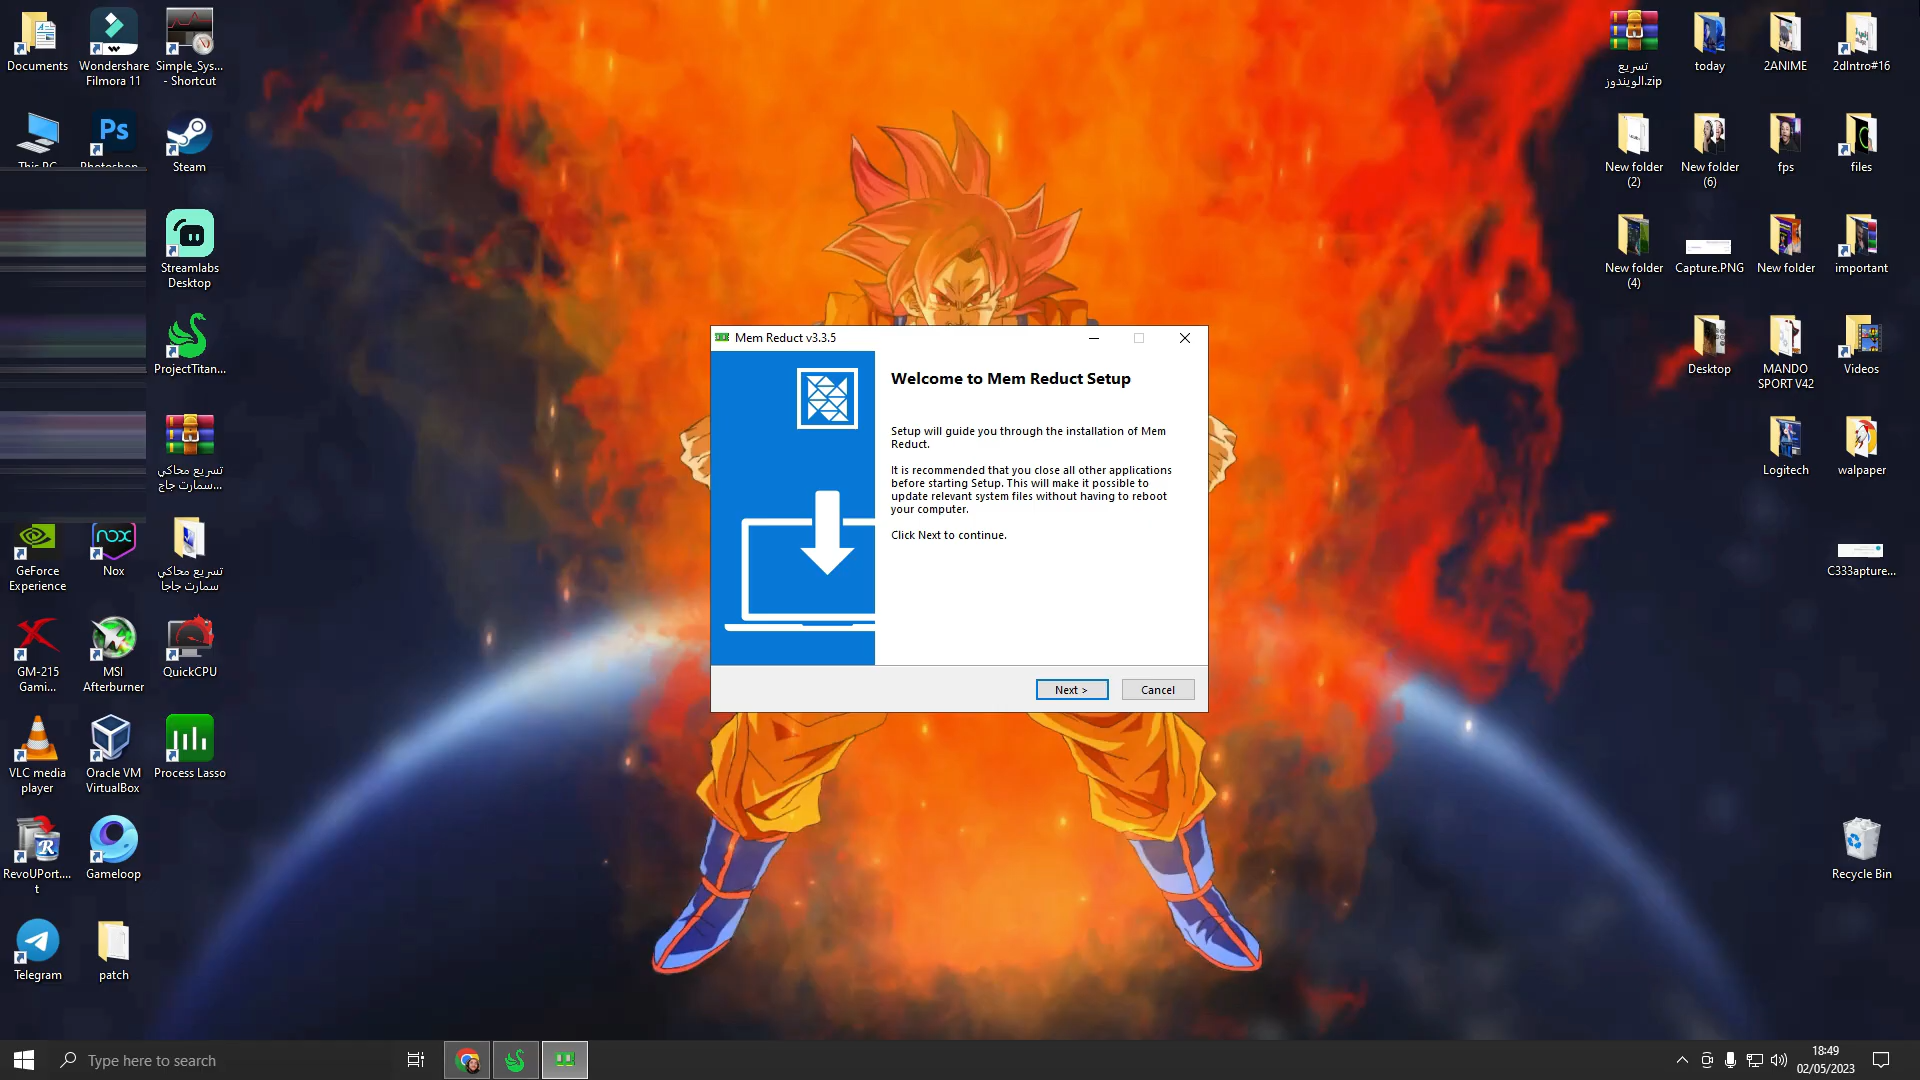 Documents
Wondershare
Filmora 11
Simple_Sys...
- Shortcut
Ps
This PC
Photoshop
Steam
Streamlabs
Desktop
ProjectTitan...
تسريع محاكي
سمارت جاج...
GeForce
Experience
nox
Nox
تسريع محاكي
سمارت جاجا
GM-215
Gami...
MSI
Afterburner
QuickCPU
VLC media
player
Oracle VM
VirtualBox
Process Lasso
RevoUPort....
t
Gameloop
Telegram
patch
Mem Reduct v3.3.5
Welcome to Mem Reduct Setup
Setup will guide you through the installation of Mem
Reduct.
It is recommended that you close all other applications
before starting Setup. This will make it possible to
update relevant system files without having to reboot
your computer.
Click Next to continue.
Next >
Cancel
تسريع
الويندوز.zip
today
2ANIME
2dIntro#16
New folder
(2)
New folder
(6)
fps
files
New folder
(4)
Capture.PNG
New folder
important
Desktop
MANDO
SPORT V42
Videos
Logitech
walpaper
C333apture...
Recycle Bin
Type here to search
18:49
02/05/2023